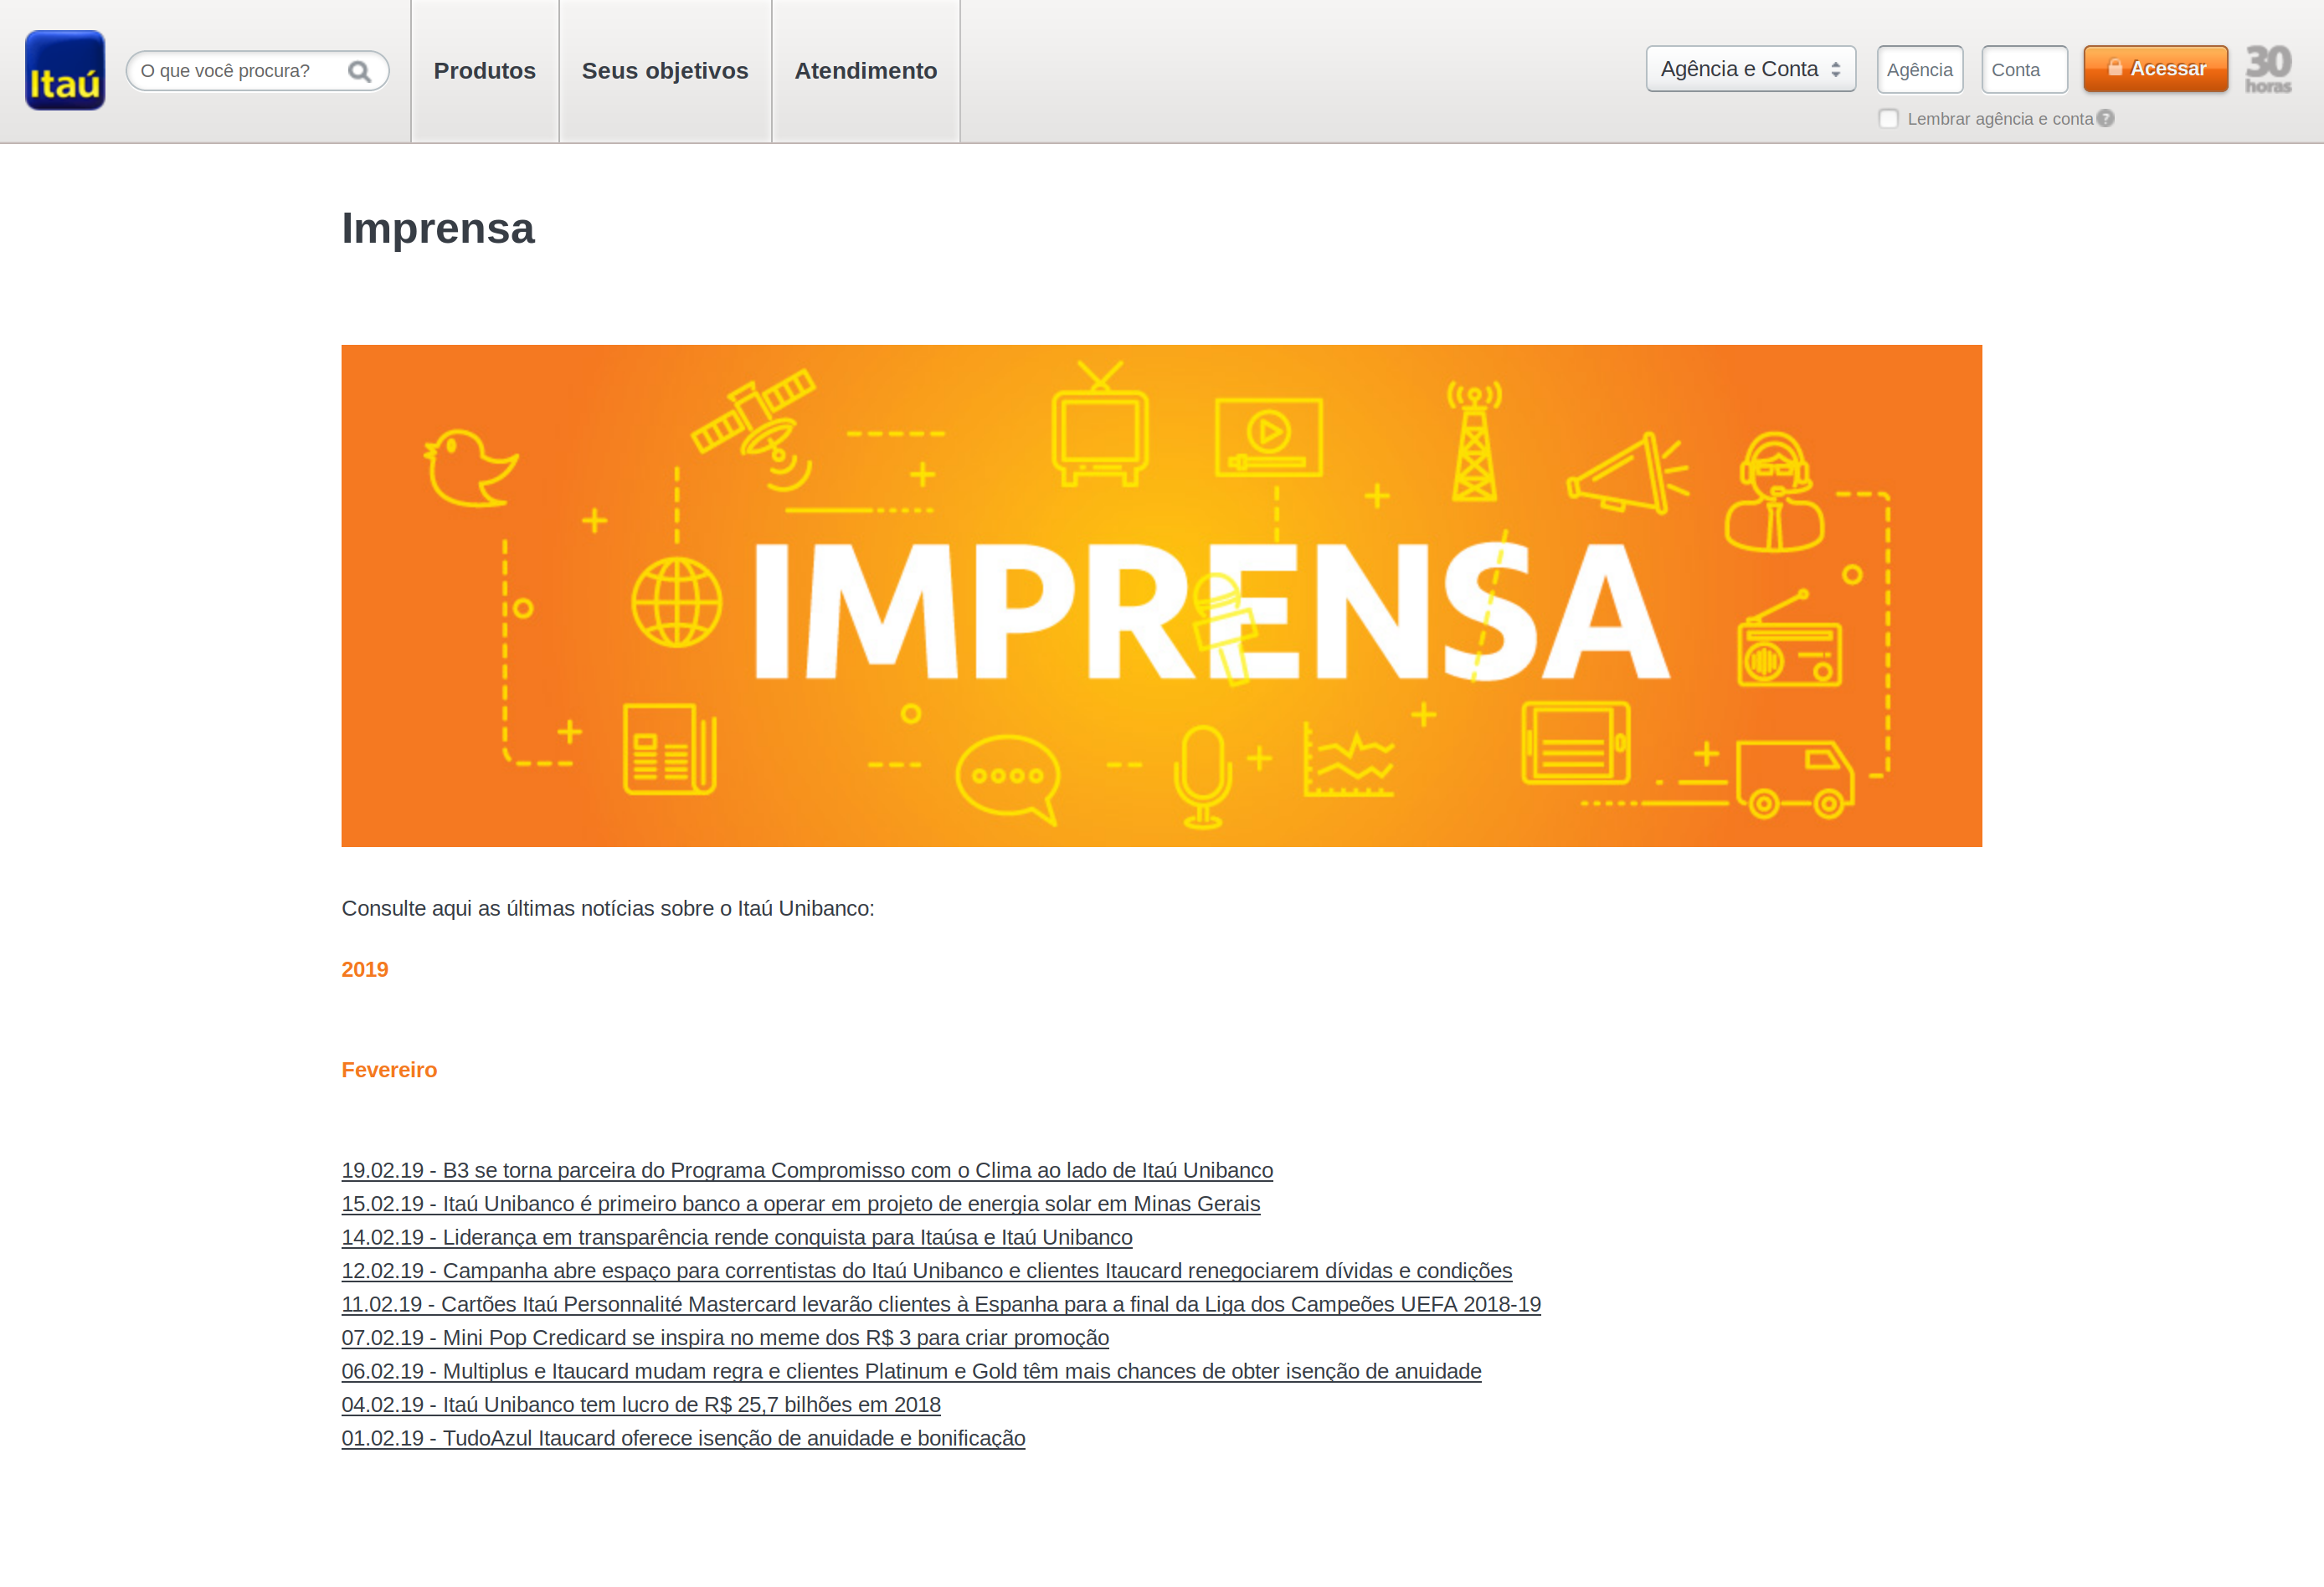 Itaú
O que você procura?
Produtos
Seus objetivos
Atendimento
Agência e Conta
Agência
Conta
Acessar
30
horas
Lembrar agência e conta
?
Imprensa
IMPRENSA
Consulte aqui as últimas notícias sobre o Itaú Unibanco:
2019
Fevereiro
19.02.19 - B3 se torna parceira do Programa Compromisso com o Clima ao lado de Itaú Unibanco
15.02.19 - Itaú Unibanco é primeiro banco a operar em projeto de energia solar em Minas Gerais
14.02.19 - Liderança em transparência rende conquista para Itaúsa e Itaú Unibanco
12.02.19 - Campanha abre espaço para correntistas do Itaú Unibanco e clientes Itaucard renegociarem dívidas e condições
11.02.19 - Cartões Itaú Personnalité Mastercard levarão clientes à Espanha para a final da Liga dos Campeões UEFA 2018-19
07.02.19 - Mini Pop Credicard se inspira no meme dos R$ 3 para criar promoção
06.02.19 - Multiplus e Itaucard mudam regra e clientes Platinum e Gold têm mais chances de obter isenção de anuidade
04.02.19 - Itaú Unibanco tem lucro de R$ 25,7 bilhões em 2018
01.02.19 - TudoAzul Itaucard oferece isenção de anuidade e bonificação